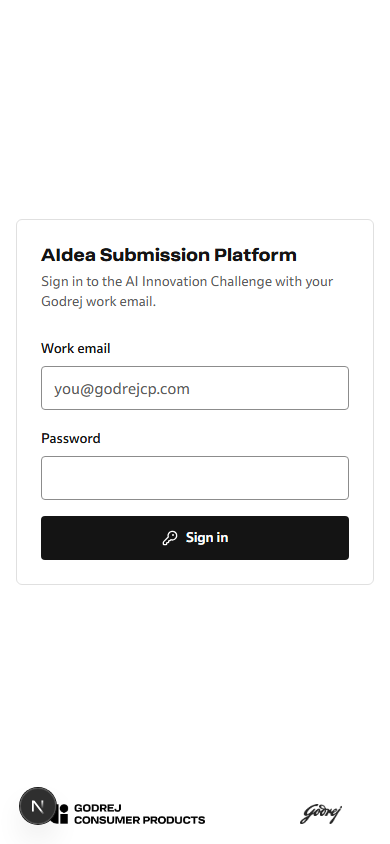 AIdea Submission Platform
Sign in to the AI Innovation Challenge with your
Godrej work email.
Work email
you@godrejcp.com
Password
Sign in
N
GODREJ
CONSUMER PRODUCTS
Godrej